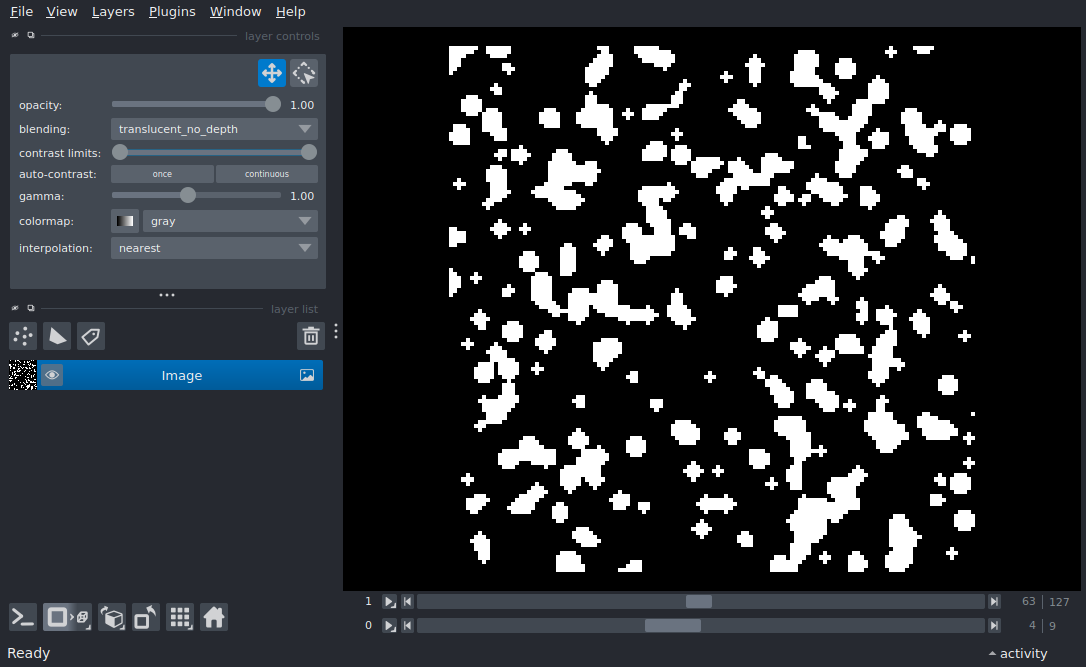 File View Layers Plugins Window Help
layer controls
opacity: 1.00
blending: translucent_no_depth
contrast limits:
auto-contrast: once continuous
gamma: 1.00
colormap: gray
interpolation: nearest
layer list
Image
1 63 | 127
0 4 | 9
Ready activity